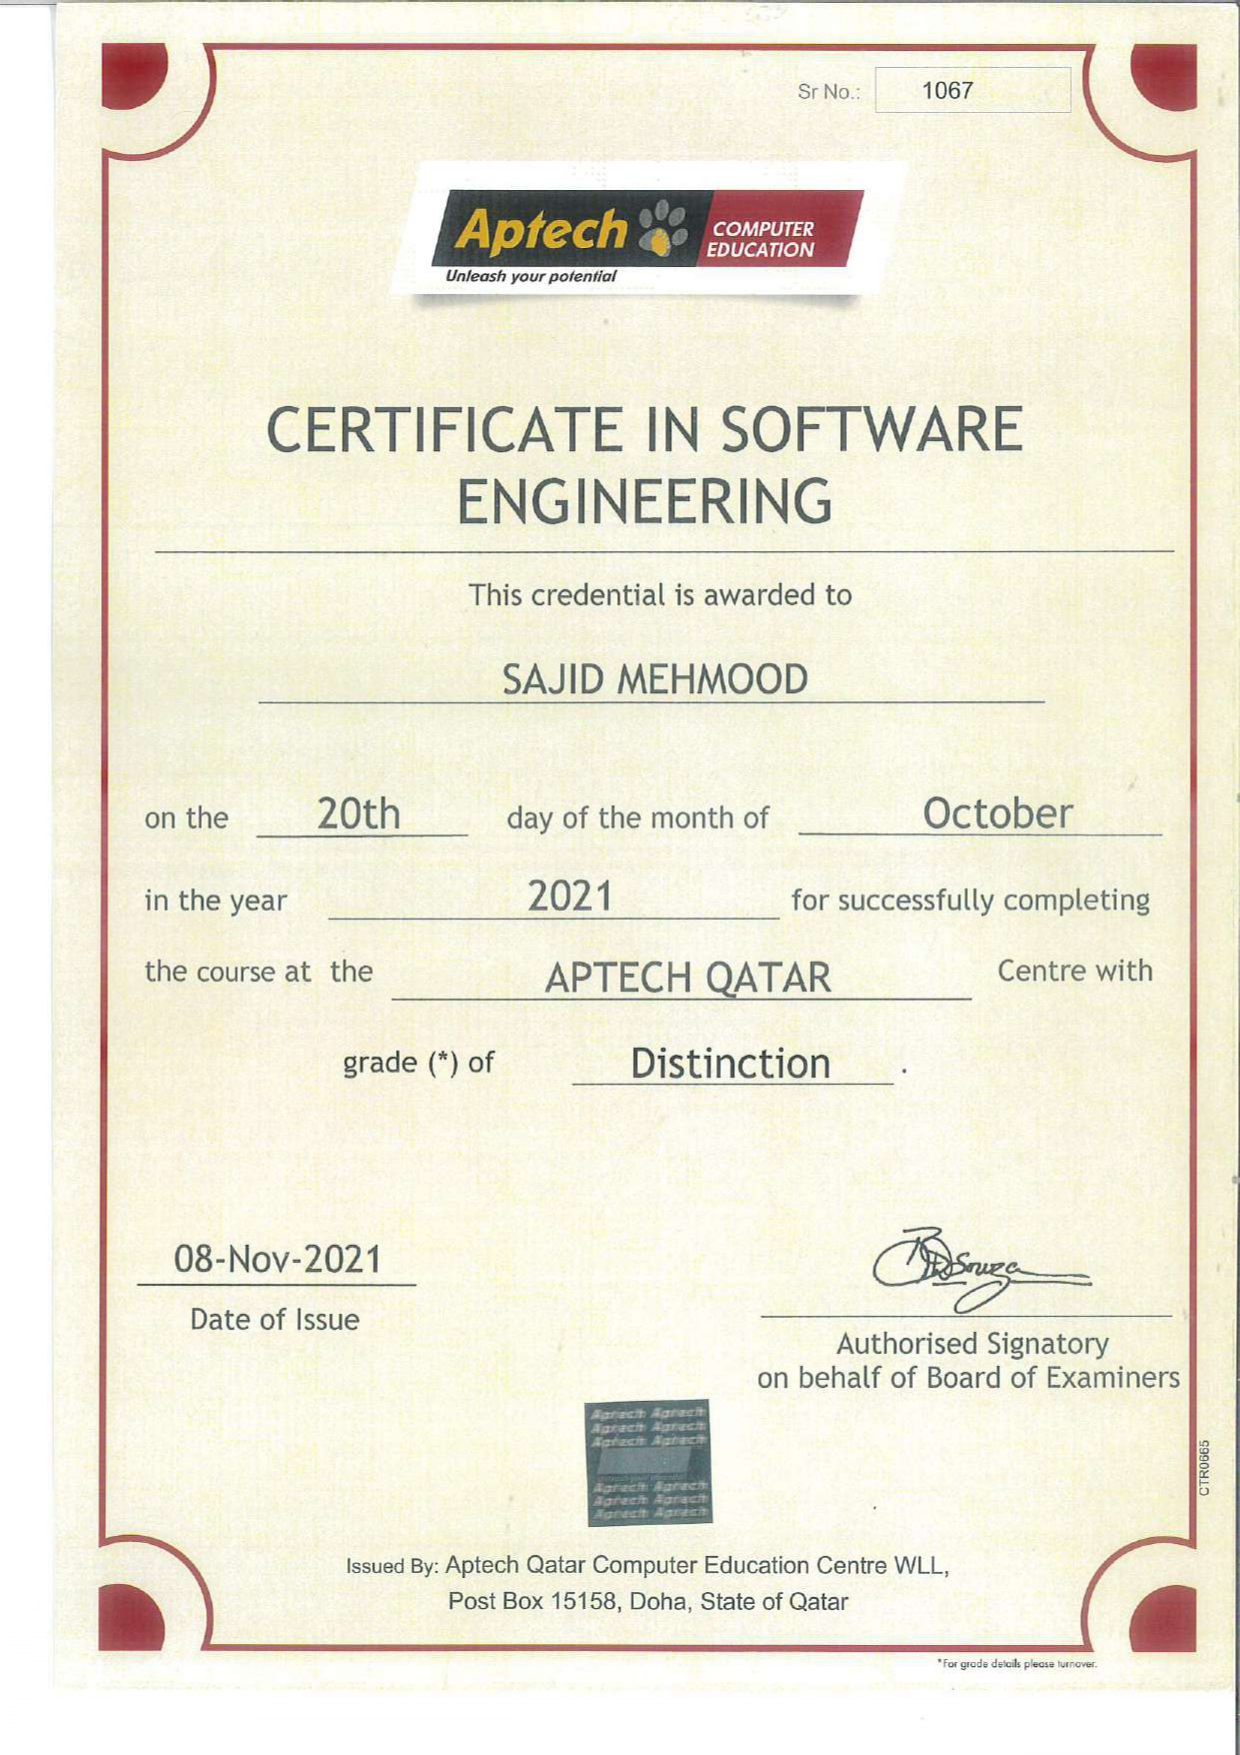 Sr No.: 1067
Aptech COMPUTER EDUCATION
Unleash your potential
CERTIFICATE IN SOFTWARE
ENGINEERING
This credential is awarded to
SAJID MEHMOOD
on the 20th day of the month of October
in the year 2021 for successfully completing
the course at the APTECH QATAR Centre with
grade (*) of Distinction .
08-Nov-2021
Date of Issue
Authorised Signatory
on behalf of Board of Examiners
Aptech Aptech
Aptech Aptech
Aptech Aptech
Aptech Aptech
Aptech Aptech
Aptech Aptech
CTR0665
Issued By: Aptech Qatar Computer Education Centre WLL,
Post Box 15158, Doha, State of Qatar
*For grade details please turnover.